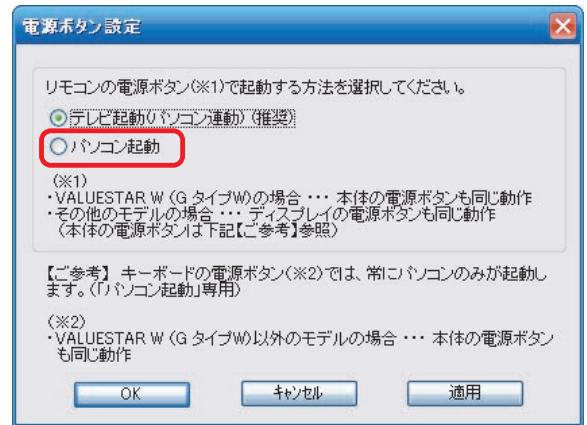 電源ボタン設定
リモコンの電源ボタン(※1)で起動する方法を選択してください。
テレビ起動(パソコン連動) (推奨)
パソコン起動
(※1)
・VALUESTAR W (G タイプW)の場合 ・・・ 本体の電源ボタンも同じ動作
・その他のモデルの場合 ・・・ ディスプレイの電源ボタンも同じ動作
(本体の電源ボタンは下記【ご参考】参照)
【ご参考】 キーボードの電源ボタン(※2)では、常にパソコンのみが起動し
ます。(「パソコン起動」専用)
(※2)
・VALUESTAR W (G タイプW)以外のモデルの場合 ・・・ 本体の電源ボタン
も同じ動作
OK
キャンセル
適用